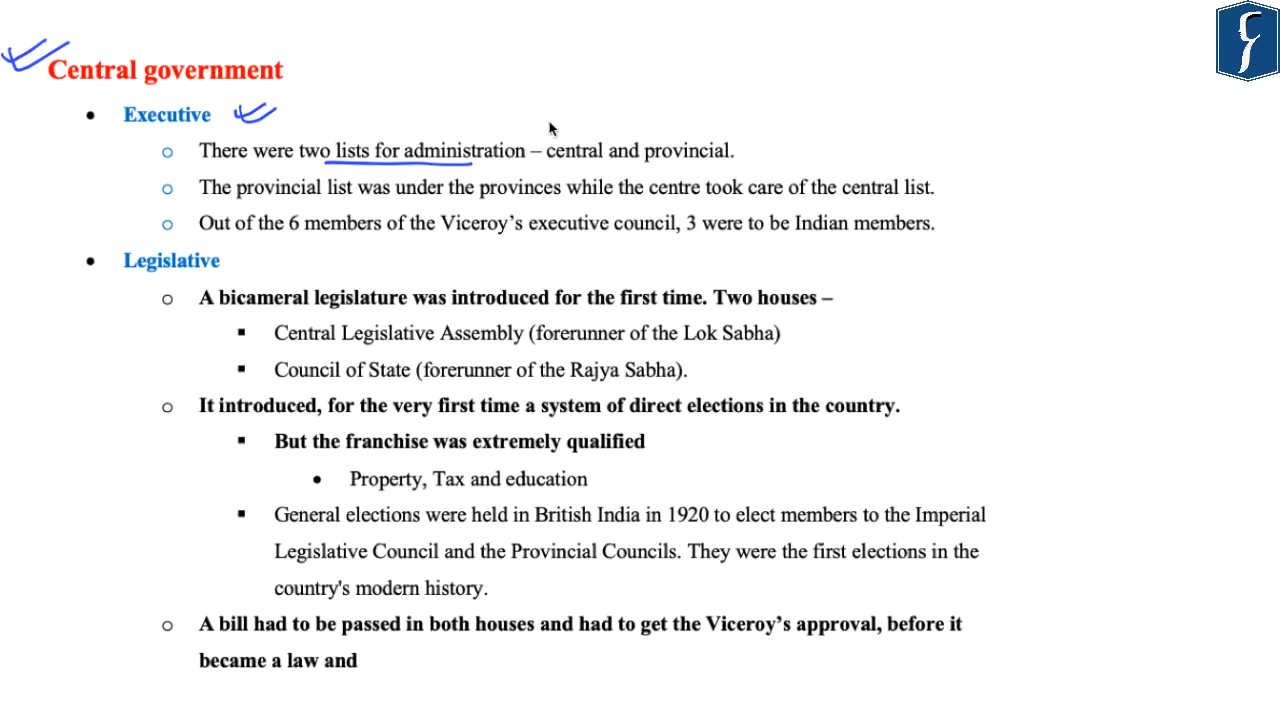 Central government
• Executive
o There were two lists for administration – central and provincial.
o The provincial list was under the provinces while the centre took care of the central list.
o Out of the 6 members of the Viceroy’s executive council, 3 were to be Indian members.
• Legislative
o A bicameral legislature was introduced for the first time. Two houses –
▪ Central Legislative Assembly (forerunner of the Lok Sabha)
▪ Council of State (forerunner of the Rajya Sabha).
o It introduced, for the very first time a system of direct elections in the country.
▪ But the franchise was extremely qualified
• Property, Tax and education
▪ General elections were held in British India in 1920 to elect members to the Imperial
Legislative Council and the Provincial Councils. They were the first elections in the
country's modern history.
o A bill had to be passed in both houses and had to get the Viceroy’s approval, before it
became a law and